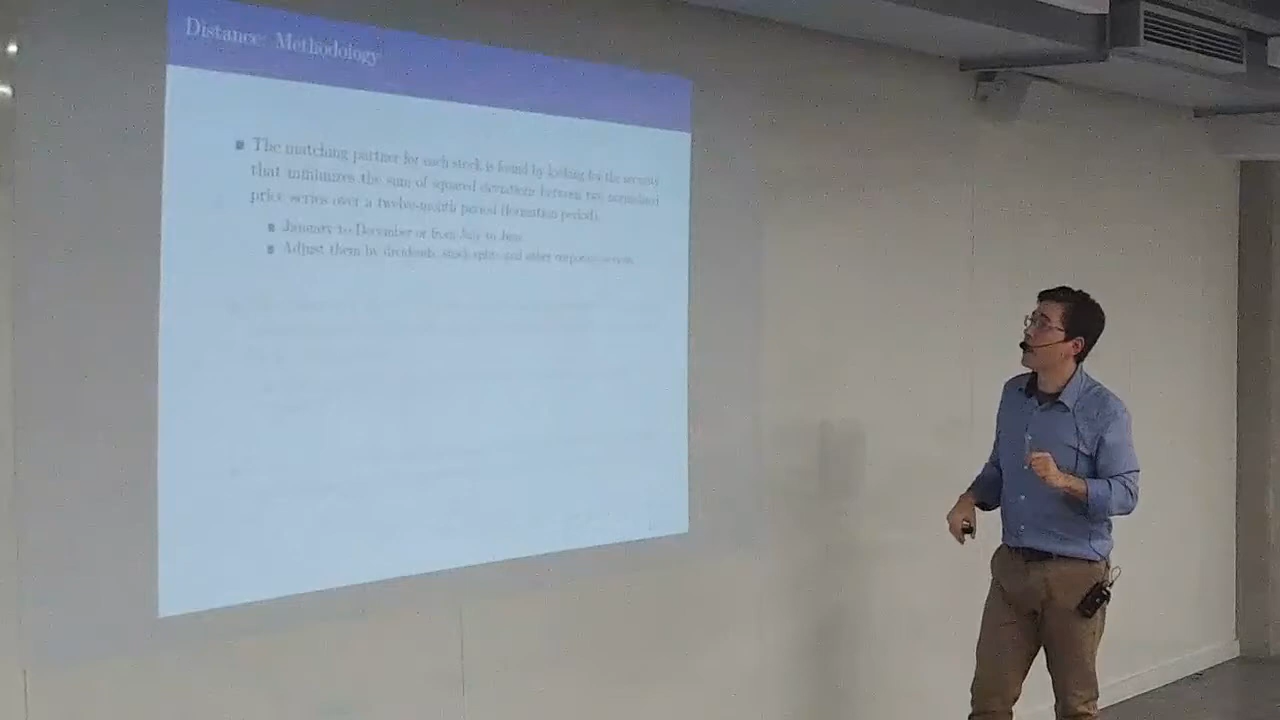 Distance: Methodology
The matching partner for each stock is found by looking for the security
that minimizes the sum of squared deviations between two normalized
price series over a twelve-month period (formation period).
January to December or from July to June
Adjust them by dividends, stock splits and other corporate actions